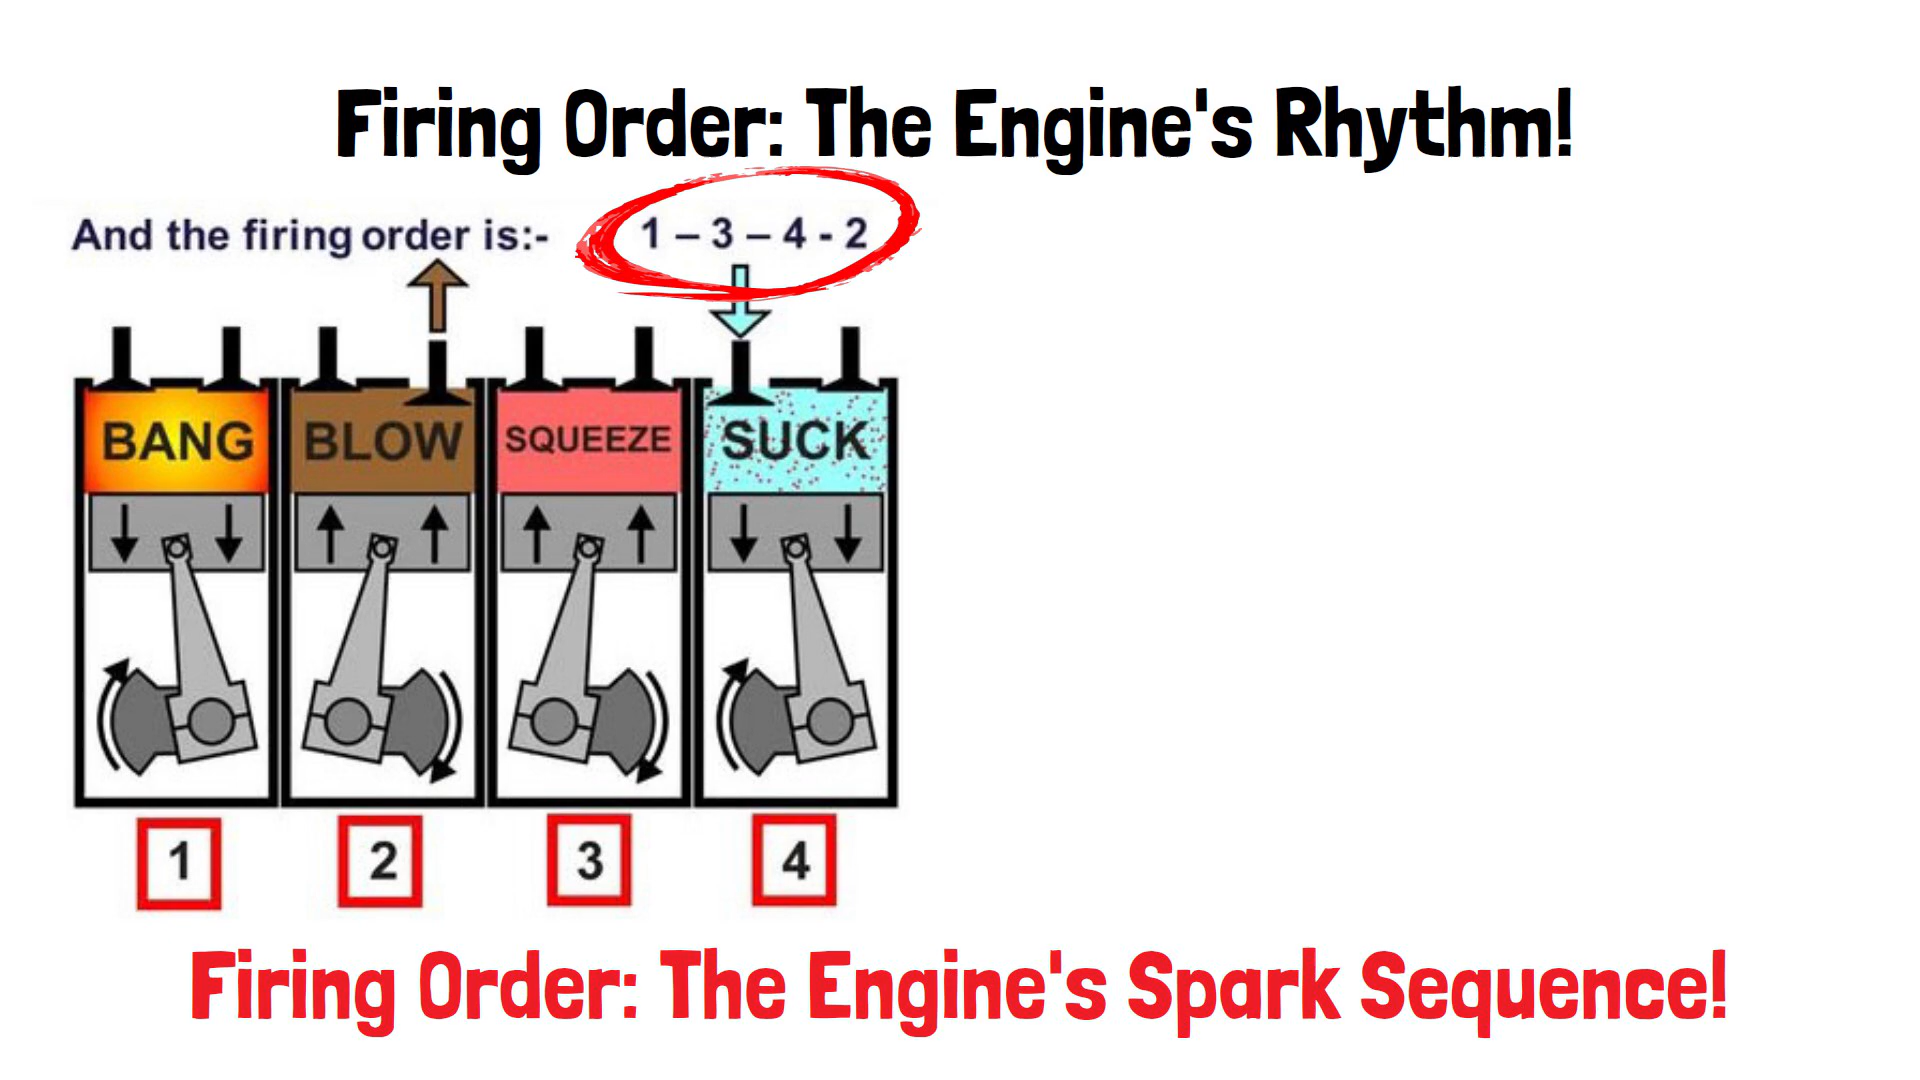 Firing Order: The Engine's Rhythm!
And the firing order is:- 1 – 3 – 4 - 2
BANG BLOW SQUEEZE SUCK
1 2 3 4
Firing Order: The Engine's Spark Sequence!